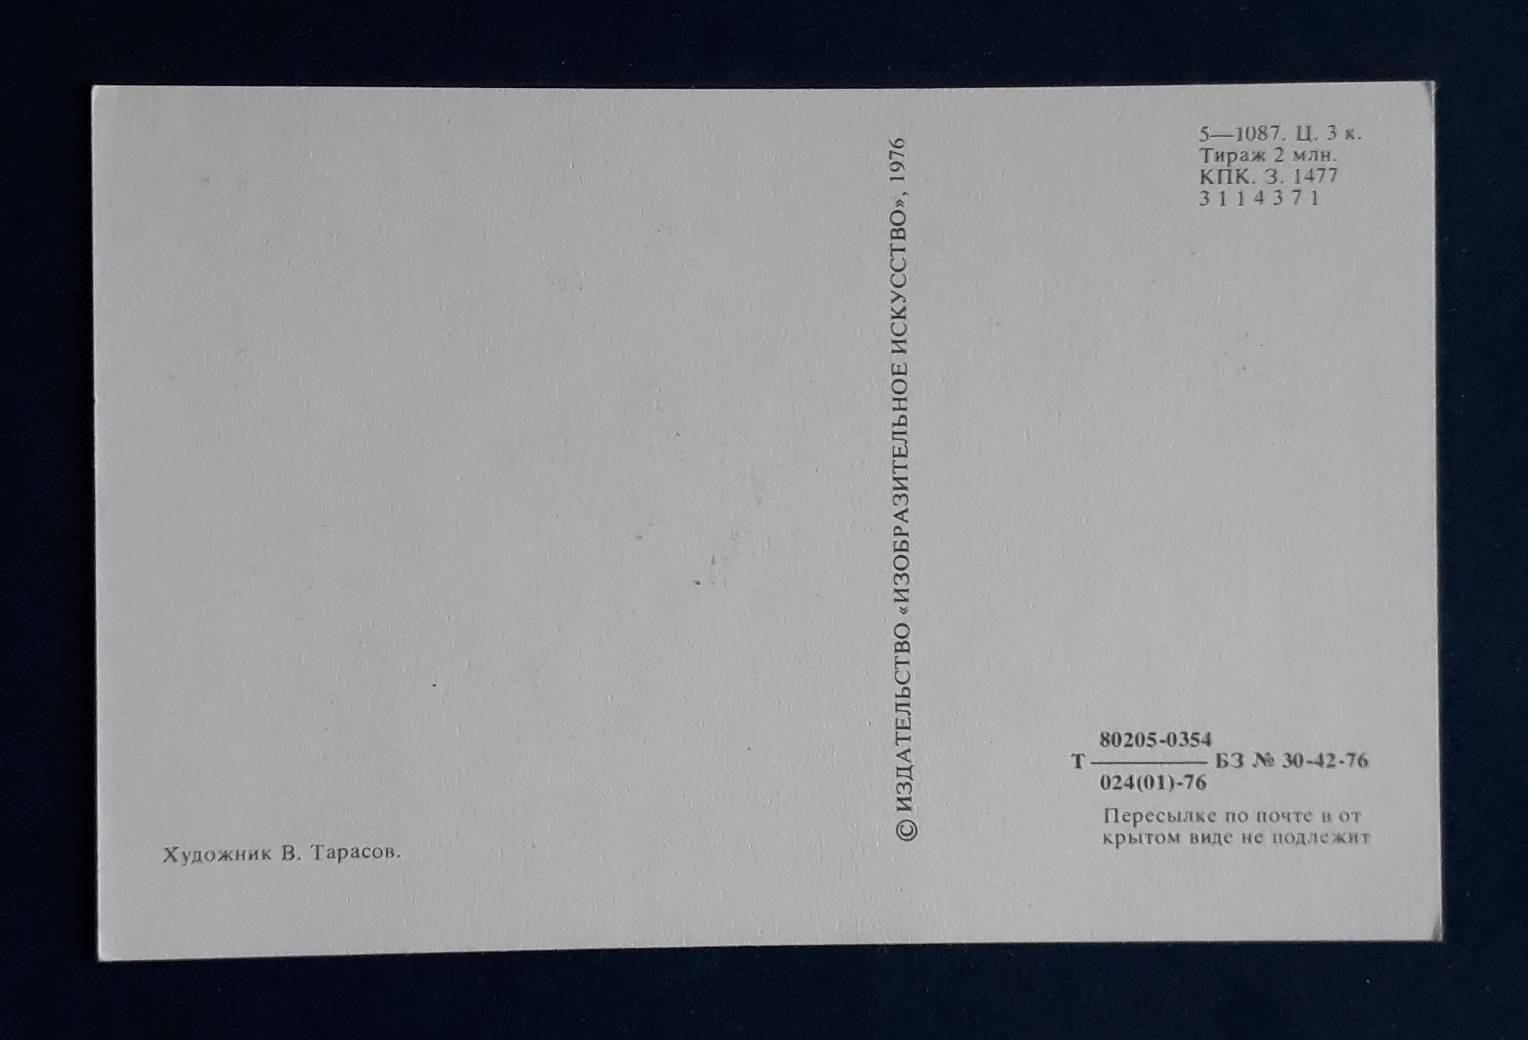 5—1087. Ц. 3 к.
Тираж 2 млн.
КПК. З. 1477
3 1 1 4 3 7 1
© ИЗДАТЕЛЬСТВО «ИЗОБРАЗИТЕЛЬНОЕ ИСКУССТВО», 1976
80205-0354
Т ———— БЗ № 30-42-76
024(01)-76
Пересылке по почте в от
крытом виде не подлежит
Художник В. Тарасов.